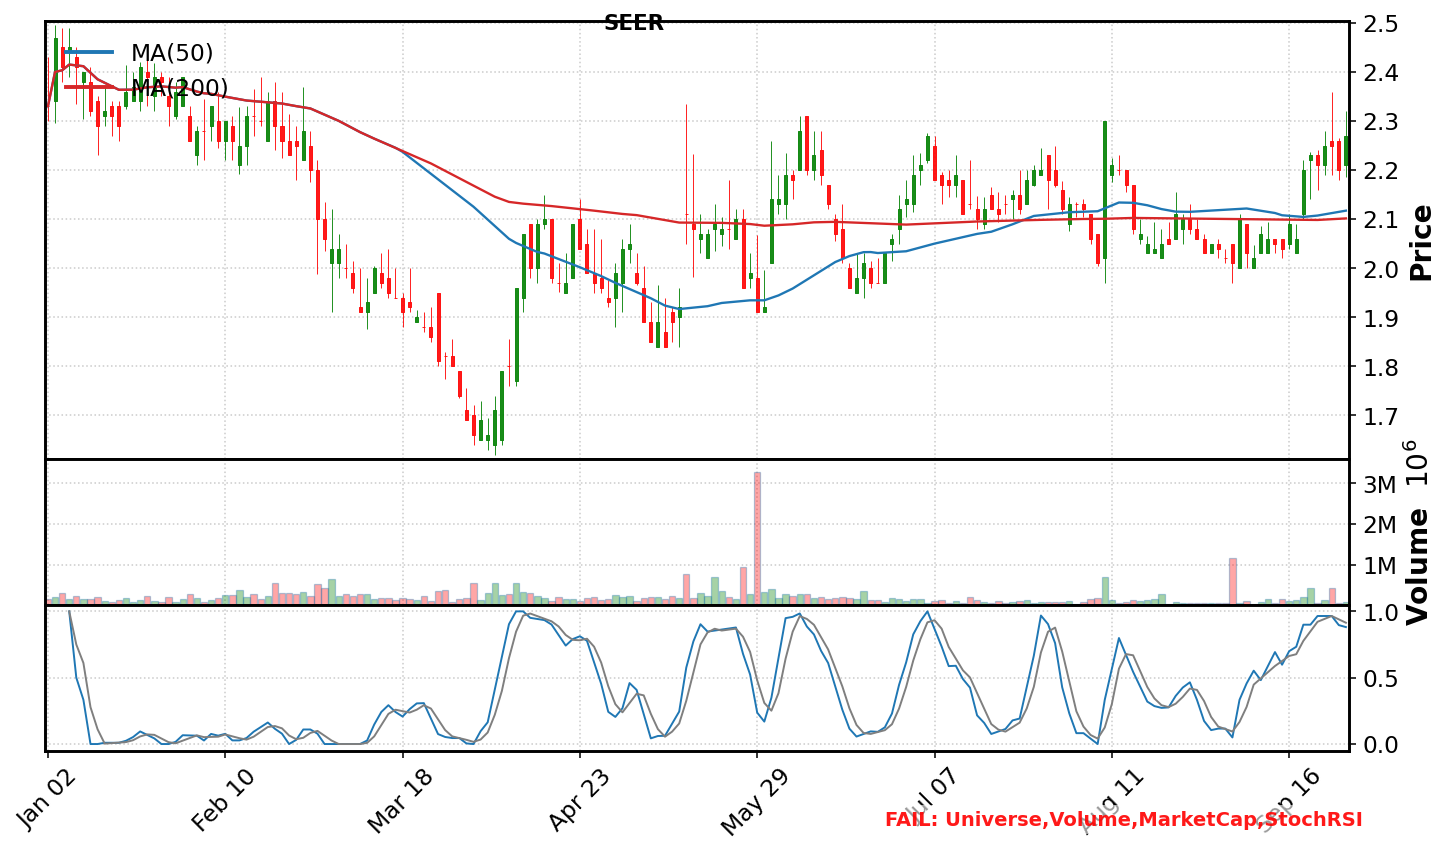 SEER
MA(50)
MA(200)
2.5
2.4
2.3
2.2
2.1
2.0
1.9
1.8
1.7
Price
3M
2M
1M
Volume 10^6
1.0
0.5
0.0
Jan 02
Feb 10
Mar 18
Apr 23
May 29
Jul 07
Aug 11
Sep 16
FAIL: Universe,Volume,MarketCap,StochRSI